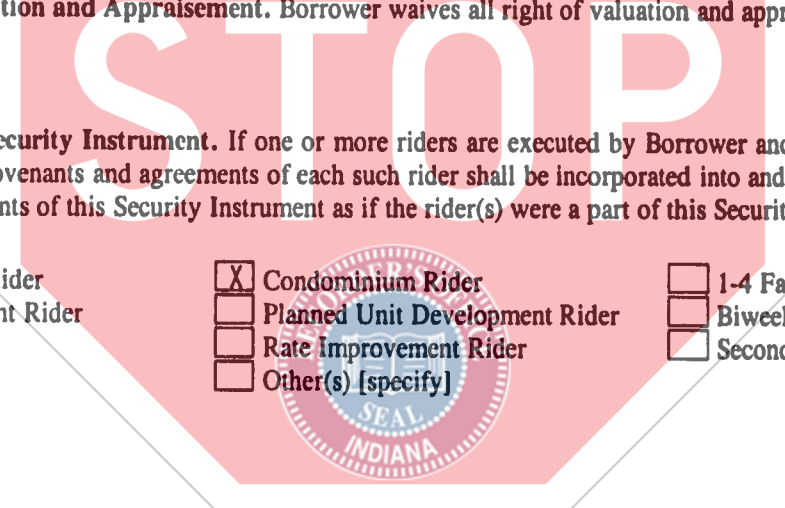 tion and Appraisement. Borrower waives all right of valuation and appr
STOP
ecurity Instrument. If one or more riders are executed by Borrower and
ovenants and agreements of each such rider shall be incorporated into and
nts of this Security Instrument as if the rider(s) were a part of this Securit
ider X Condominium Rider 1-4 Fa
nt Rider Planned Unit Development Rider Biweel
Rate Improvement Rider Second
Other(s) [specify]
SEAL
INDIANA